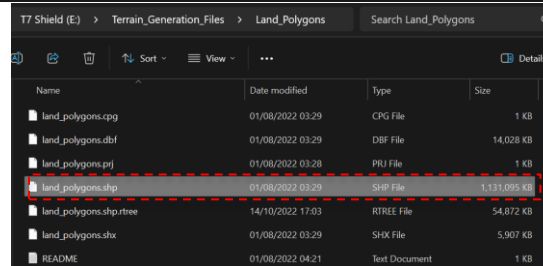 T7 Shield (E:) > Terrain_Generation_Files > Land_Polygons Search Land_Polygons
Sort View ... Details
Name Date modified Type Size
land_polygons.cpg 01/08/2022 03:29 CPG File 1 KB
land_polygons.dbf 01/08/2022 03:29 DBF File 14,028 KB
land_polygons.prj 01/08/2022 03:28 PRJ File 1 KB
land_polygons.shp 01/08/2022 03:29 SHP File 1,131,095 KB
land_polygons.shp.rtree 14/10/2022 17:03 RTREE File 54,872 KB
land_polygons.shx 01/08/2022 03:29 SHX File 5,907 KB
README 01/08/2022 04:21 Text Document 1 KB